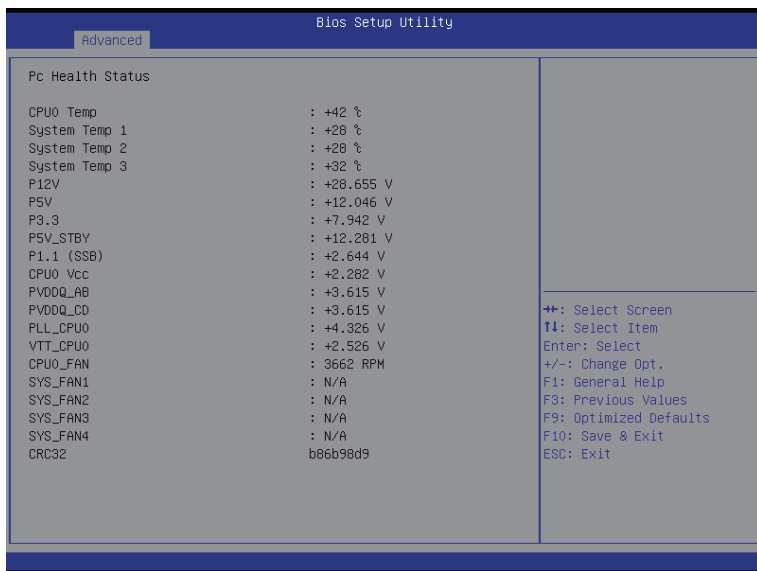 Bios Setup Utility
Advanced
Pc Health Status
CPU0 Temp : +42 ℃
System Temp 1 : +28 ℃
System Temp 2 : +28 ℃
System Temp 3 : +32 ℃
P12V : +28.655 V
P5V : +12.046 V
P3.3 : +7.942 V
P5V_STBY : +12.281 V
P1.1 (SSB) : +2.644 V
CPU0 Vcc : +2.282 V
PVDDQ_AB : +3.615 V
PVDDQ_CD : +3.615 V
PLL_CPU0 : +4.326 V
VTT_CPU0 : +2.526 V
CPU0_FAN : 3662 RPM
SYS_FAN1 : N/A
SYS_FAN2 : N/A
SYS_FAN3 : N/A
SYS_FAN4 : N/A
CRC32 b86b98d9
→←: Select Screen
↑↓: Select Item
Enter: Select
+/-: Change Opt.
F1: General Help
F3: Previous Values
F9: Optimized Defaults
F10: Save & Exit
ESC: Exit